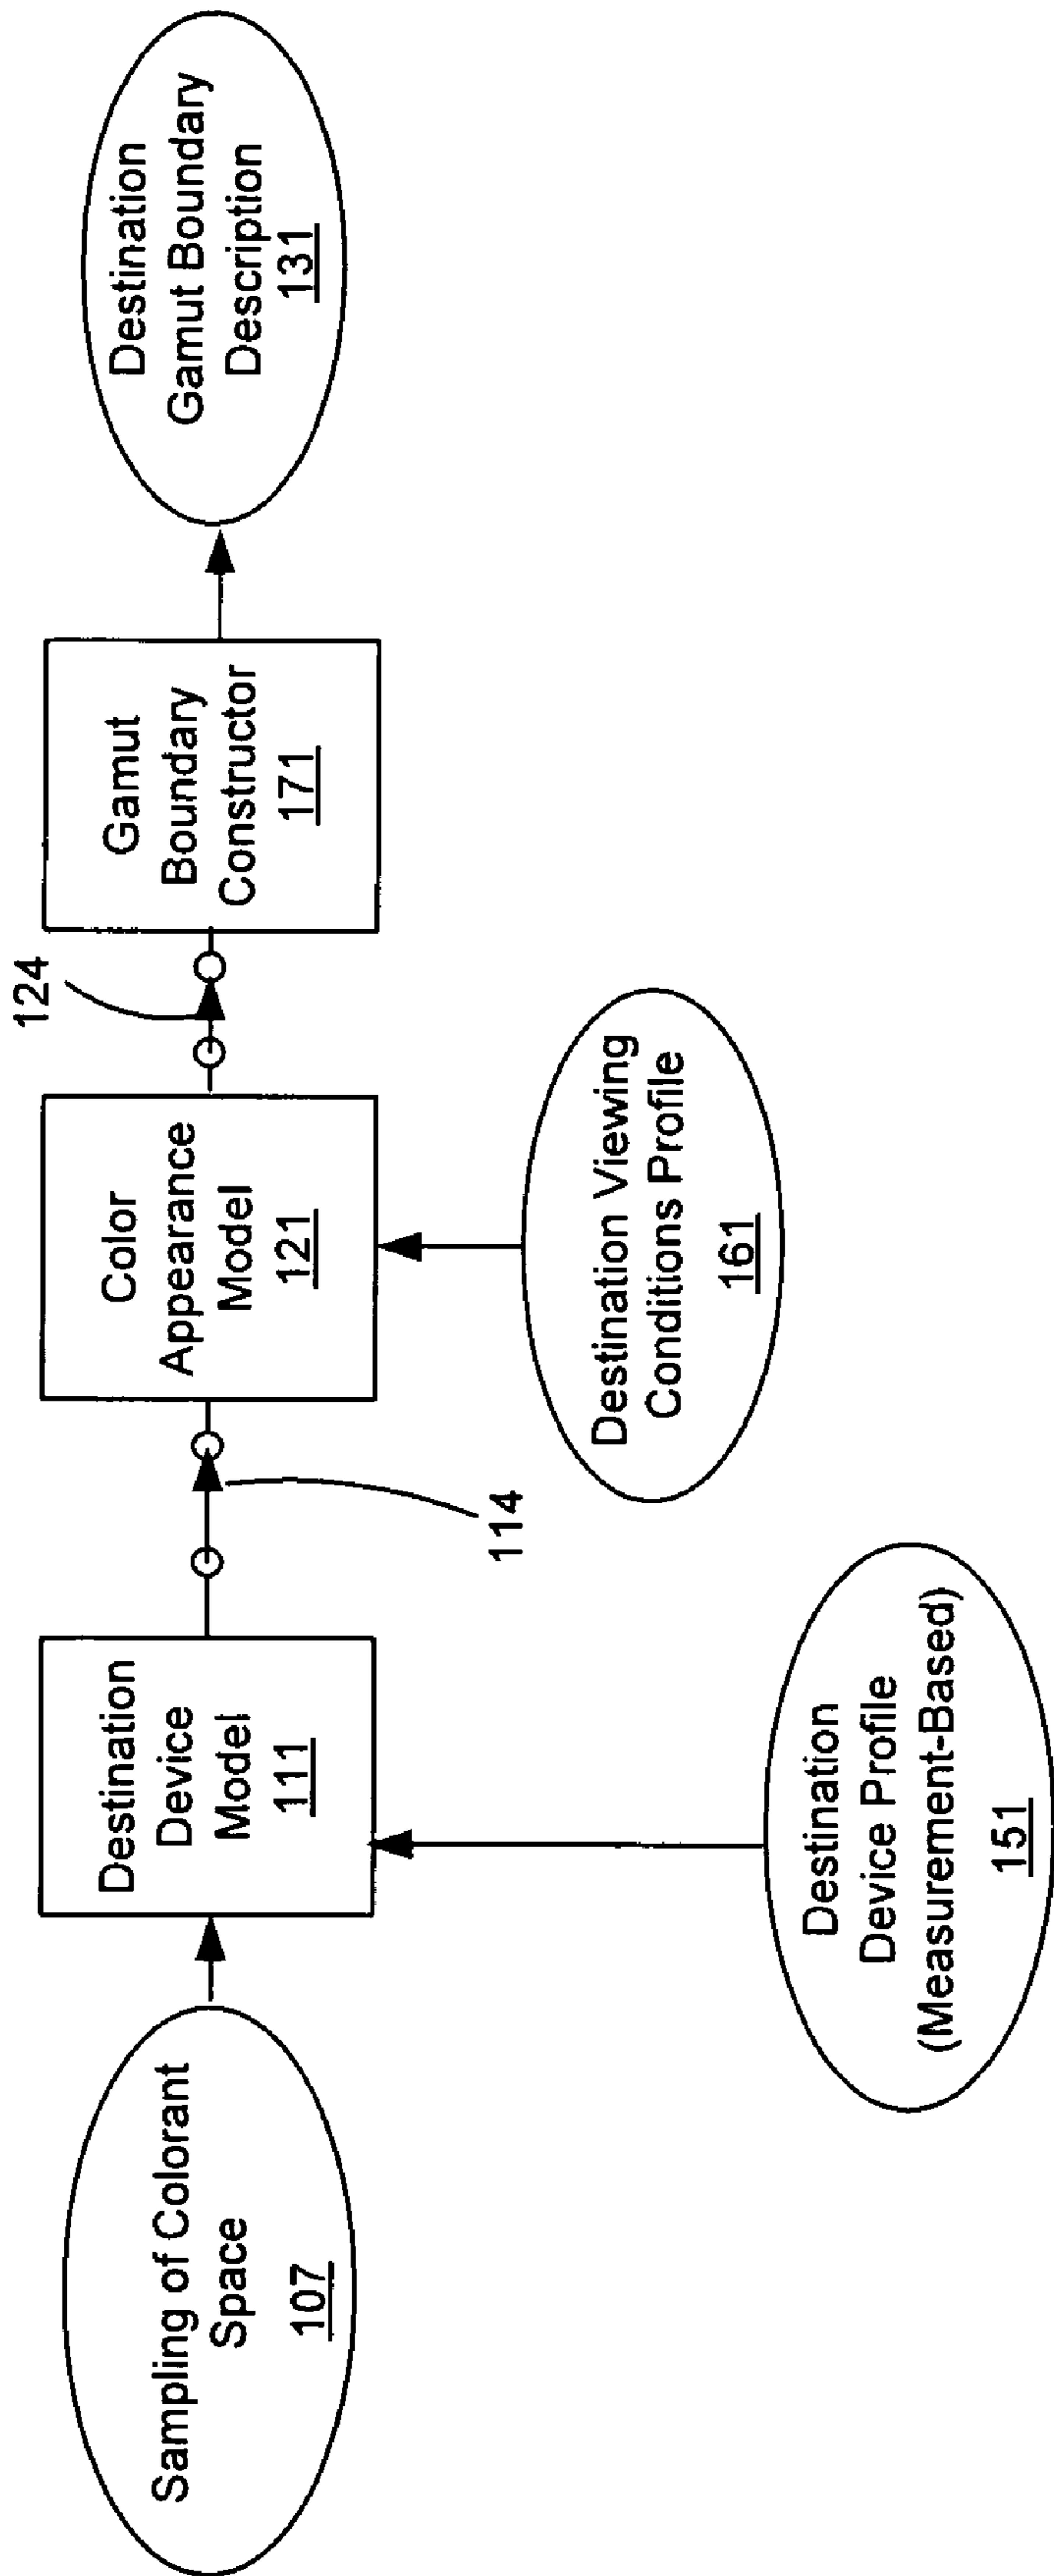 Sampling of Colorant
Space
107
Destination
Device
Model
111
Destination
Device Profile
(Measurement-Based)
151
114
Color
Appearance
Model
121
Destination Viewing
Conditions Profile
161
124
Gamut
Boundary
Constructor
171
Destination
Gamut Boundary
Description
131